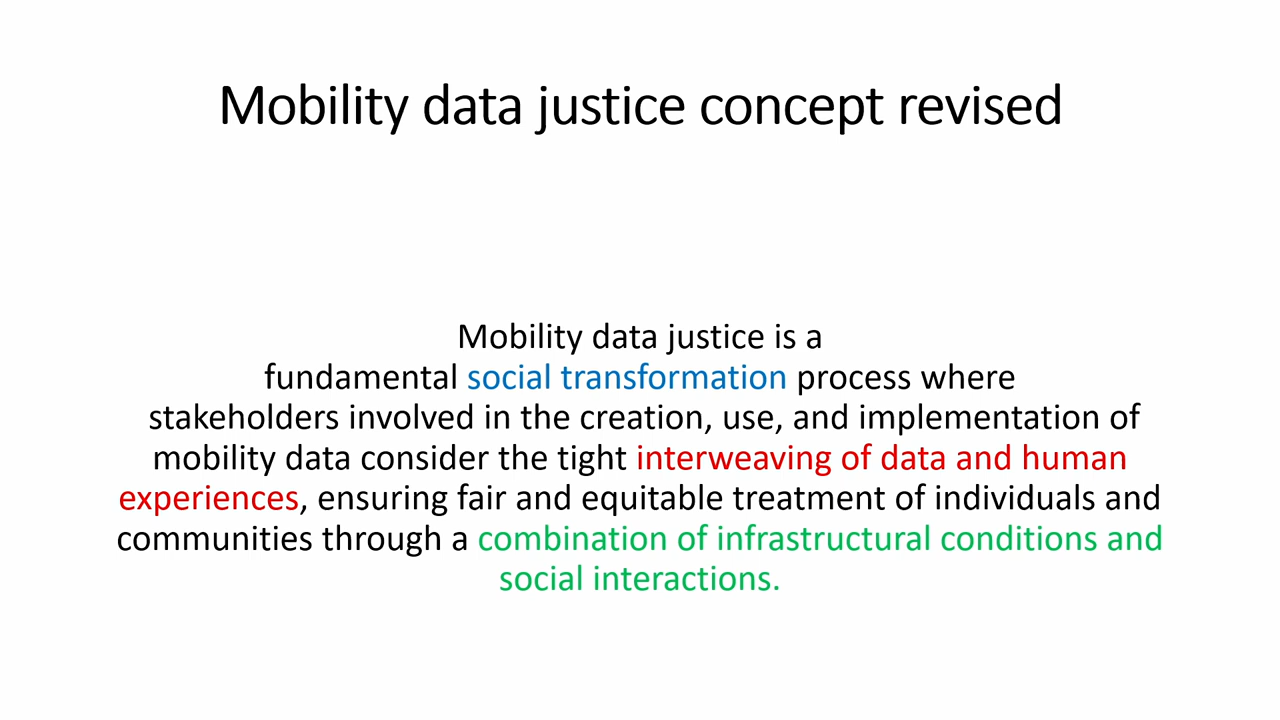 Mobility data justice concept revised
Mobility data justice is a
fundamental social transformation process where
stakeholders involved in the creation, use, and implementation of
mobility data consider the tight interweaving of data and human
experiences, ensuring fair and equitable treatment of individuals and
communities through a combination of infrastructural conditions and
social interactions.